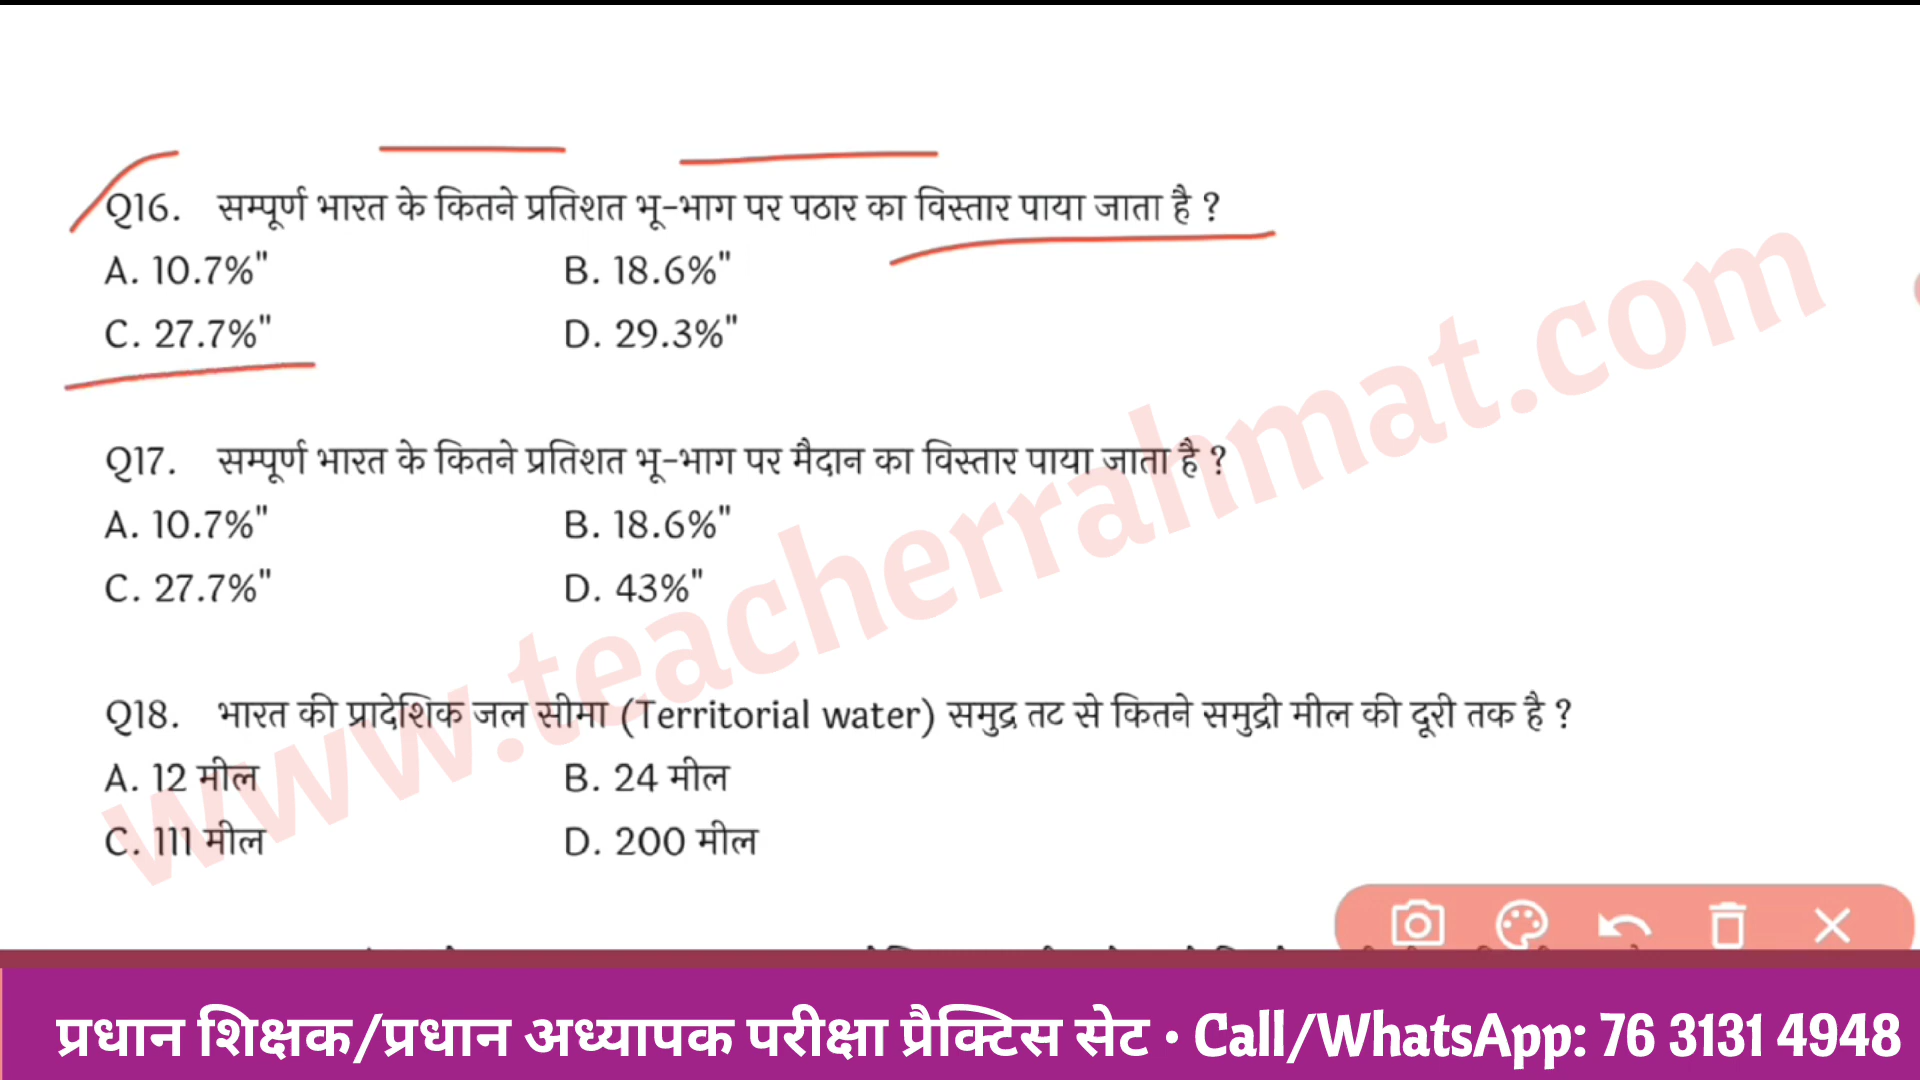 Q16. सम्पूर्ण भारत के कितने प्रतिशत भू-भाग पर पठार का विस्तार पाया जाता है ?
A. 10.7%" B. 18.6%"
C. 27.7%" D. 29.3%"
Q17. सम्पूर्ण भारत के कितने प्रतिशत भू-भाग पर मैदान का विस्तार पाया जाता है ?
A. 10.7%" B. 18.6%"
C. 27.7%" D. 43%"
Q18. भारत की प्रादेशिक जल सीमा (Territorial water) समुद्र तट से कितने समुद्री मील की दूरी तक है ?
A. 12 मील B. 24 मील
C. 111 मील D. 200 मील
www.teacherrahmat.com
प्रधान शिक्षक/प्रधान अध्यापक परीक्षा प्रैक्टिस सेट • Call/WhatsApp: 76 3131 4948